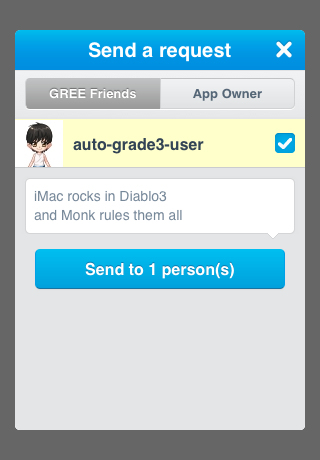 Send a request
GREE Friends
App Owner
auto-grade3-user
iMac rocks in Diablo3
and Monk rules them all
Send to 1 person(s)